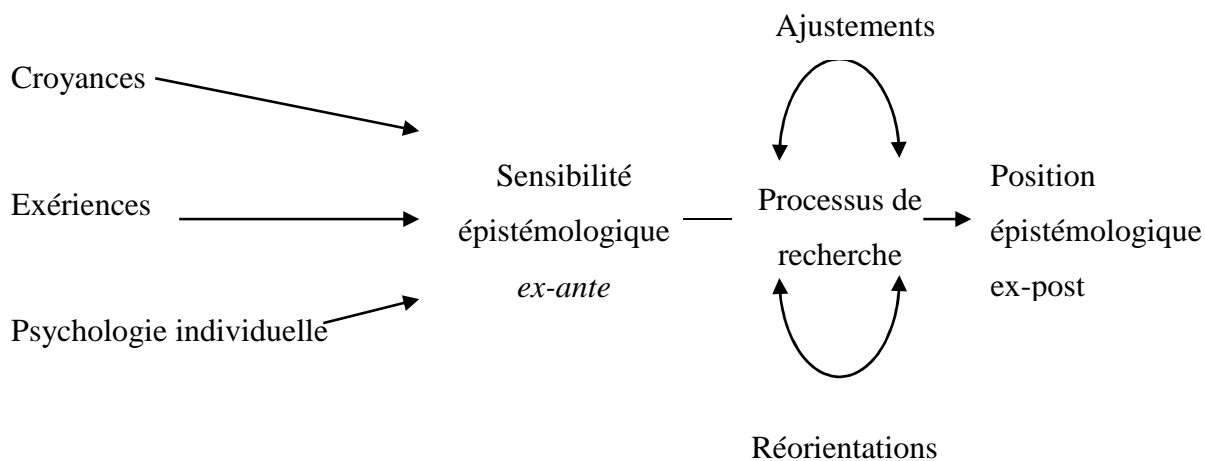 Ajustements
Croyances
Exériences
Psychologie individuelle
Sensibilité
épistémologique
ex-ante
Processus de
recherche
Position
épistémologique
ex-post
Réorientations